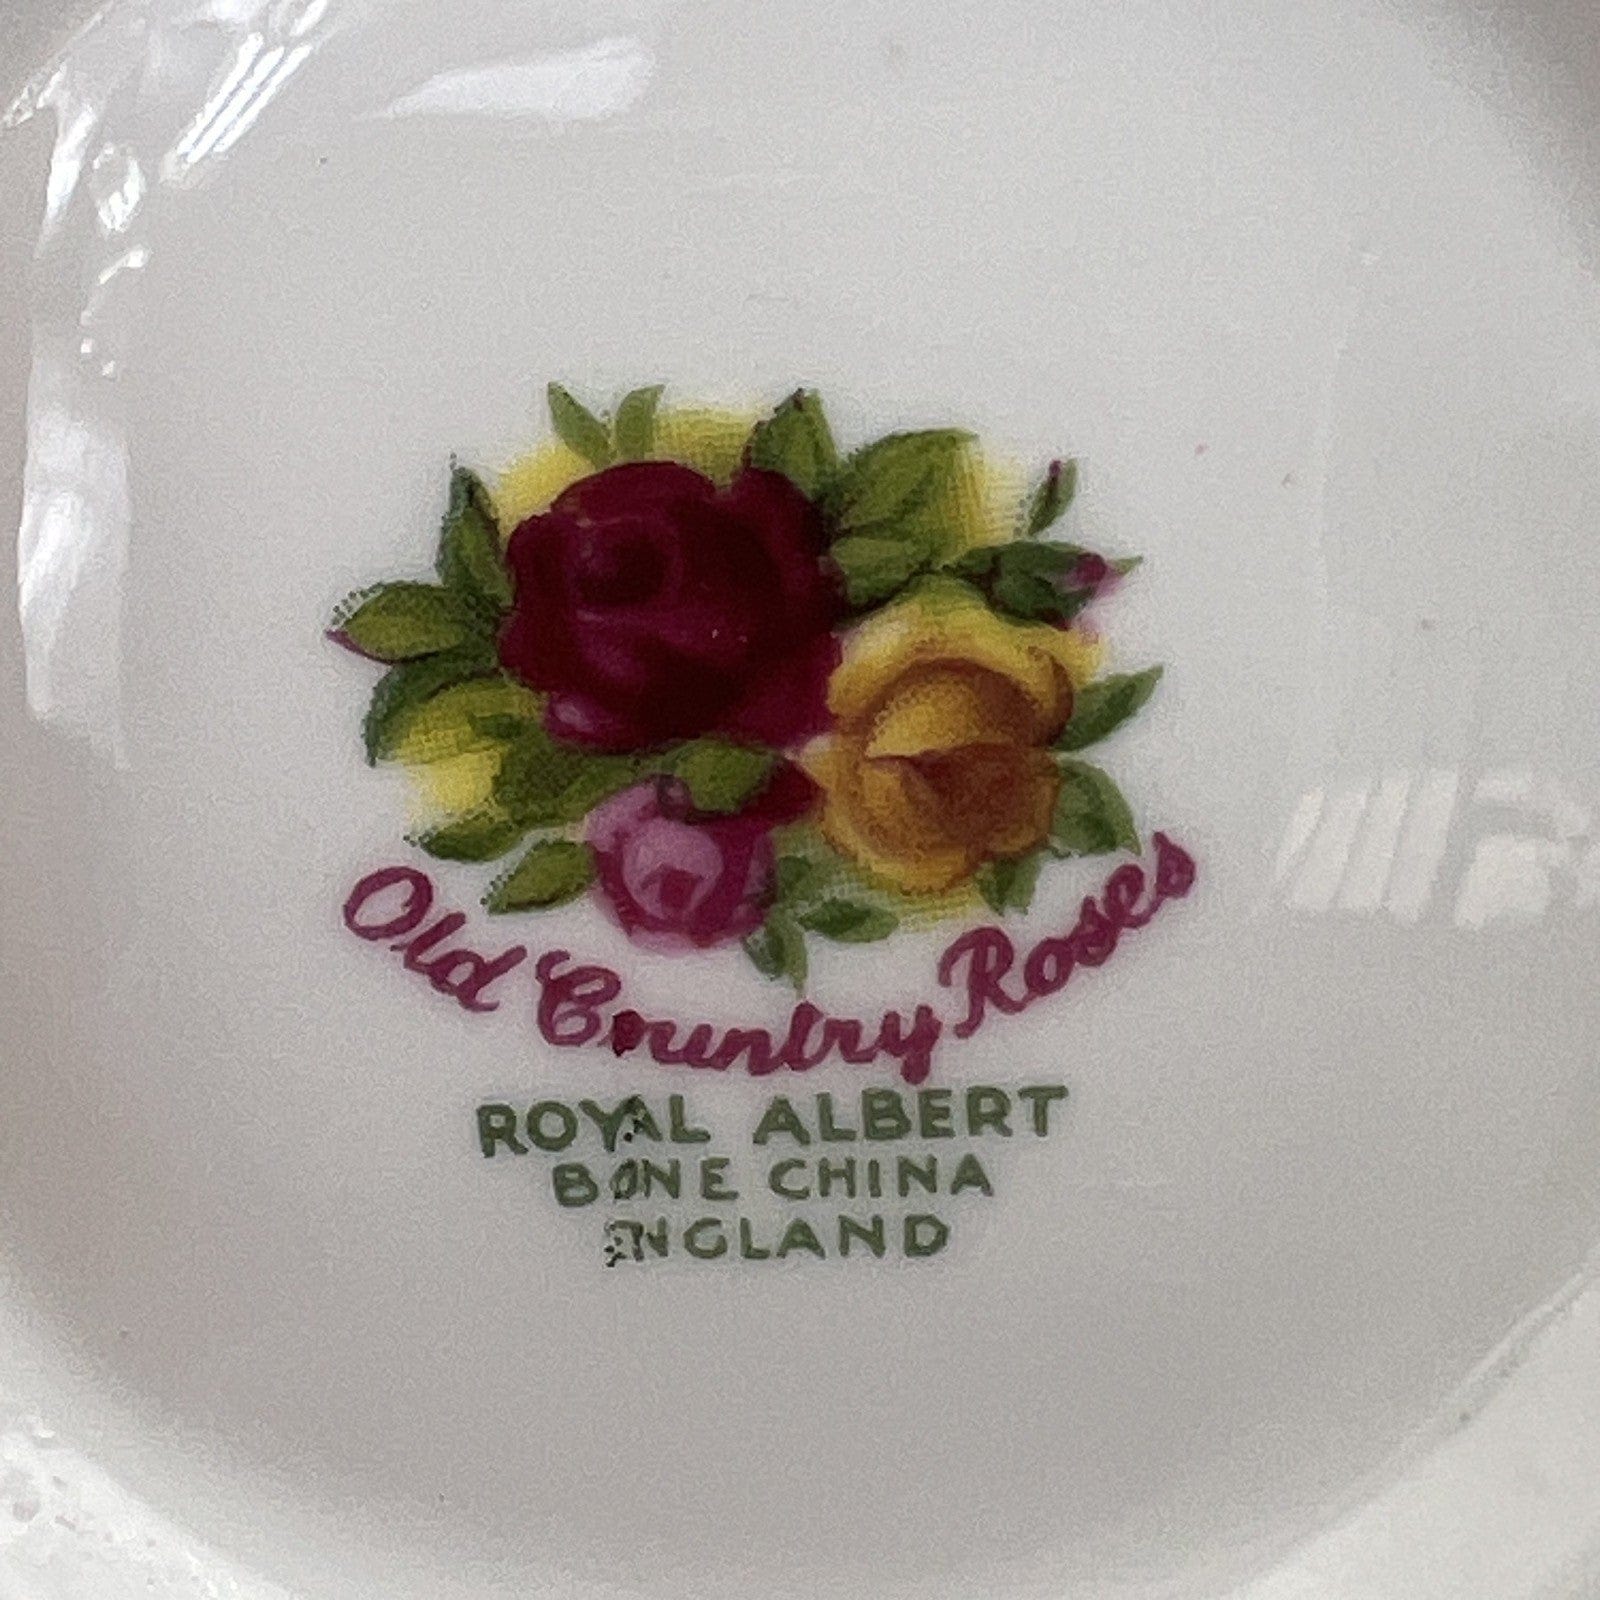 Old Country Roses
ROYAL ALBERT
BONE CHINA
ENGLAND